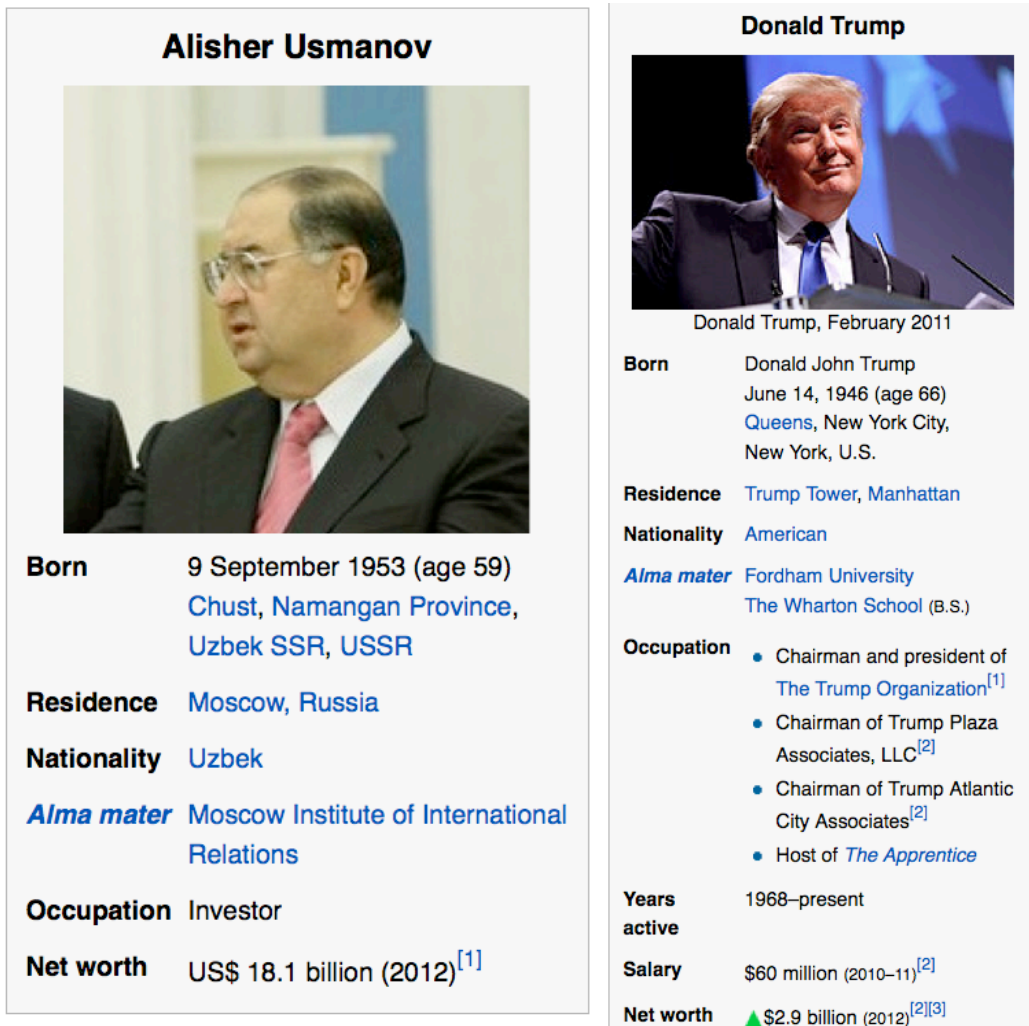 Alisher Usmanov
Born 9 September 1953 (age 59)
Chust, Namangan Province,
Uzbek SSR, USSR
Residence Moscow, Russia
Nationality Uzbek
Alma mater Moscow Institute of International
Relations
Occupation Investor
Net worth US$ 18.1 billion (2012)[1]
Donald Trump
Donald Trump, February 2011
Born Donald John Trump
June 14, 1946 (age 66)
Queens, New York City,
New York, U.S.
Residence Trump Tower, Manhattan
Nationality American
Alma mater Fordham University
The Wharton School (B.S.)
Occupation • Chairman and president of
The Trump Organization[1]
• Chairman of Trump Plaza
Associates, LLC[2]
• Chairman of Trump Atlantic
City Associates[2]
• Host of The Apprentice
Years 1968–present
active
Salary $60 million (2010–11)[2]
Net worth ▲$2.9 billion (2012)[2][3]